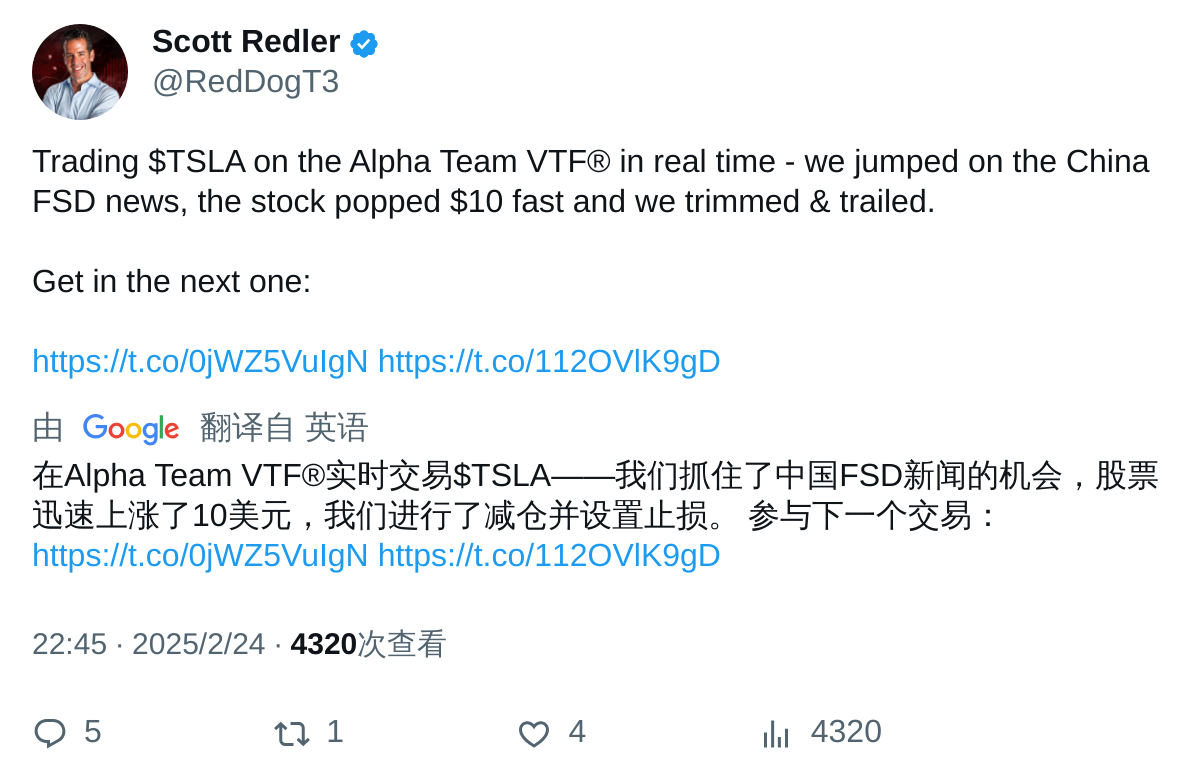 Scott Redler
@RedDogT3
Trading $TSLA on the Alpha Team VTF® in real time - we jumped on the China
FSD news, the stock popped $10 fast and we trimmed & trailed.
Get in the next one:
https://t.co/0jWZ5VuIgN https://t.co/112OVlK9gD
由 Google 翻译自 英语
在Alpha Team VTF®实时交易$TSLA——我们抓住了中国FSD新闻的机会，股票
迅速上涨了10美元，我们进行了减仓并设置止损。 参与下一个交易：
https://t.co/0jWZ5VuIgN https://t.co/112OVlK9gD
22:45 · 2025/2/24 · 4320次查看
5 1 4 4320